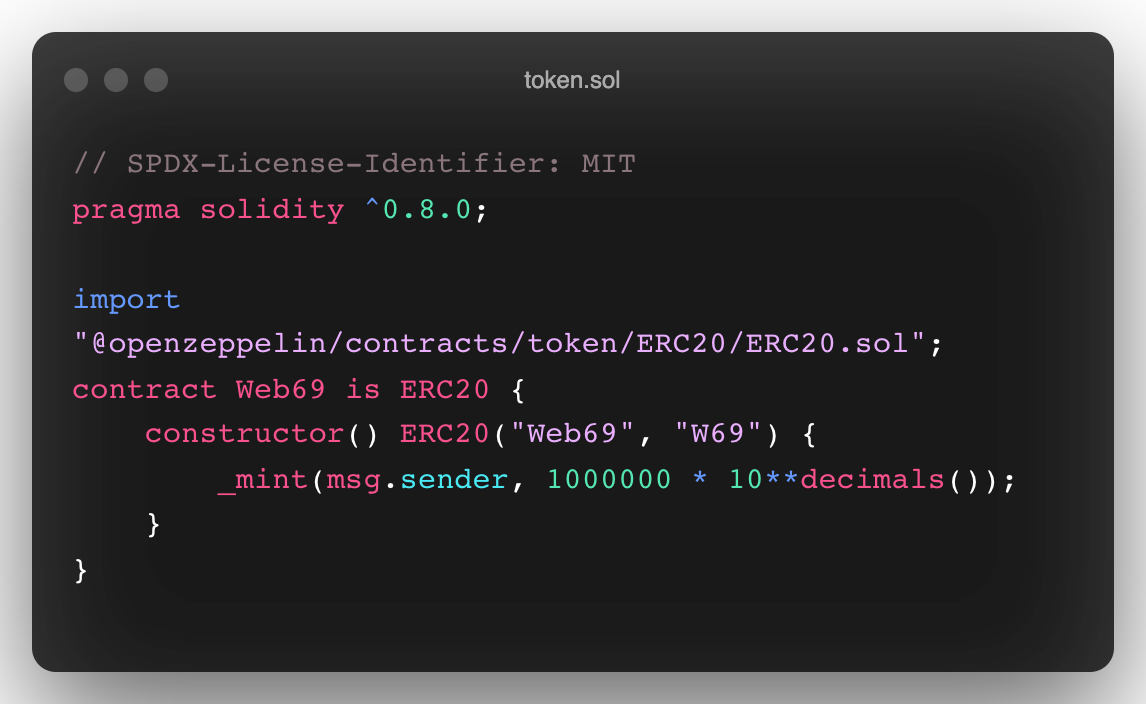 token.sol
// SPDX-License-Identifier: MIT
pragma solidity ^0.8.0;
import
"@openzeppelin/contracts/token/ERC20/ERC20.sol";
contract Web69 is ERC20 {
    constructor() ERC20("Web69", "W69") {
        _mint(msg.sender, 1000000 * 10**decimals());
    }
}